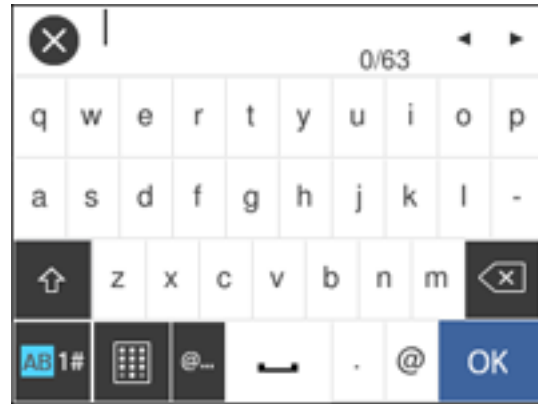 0/63
q w e r t y u i o p
a s d f g h j k l -
z x c v b n m
AB 1# @... . @ OK